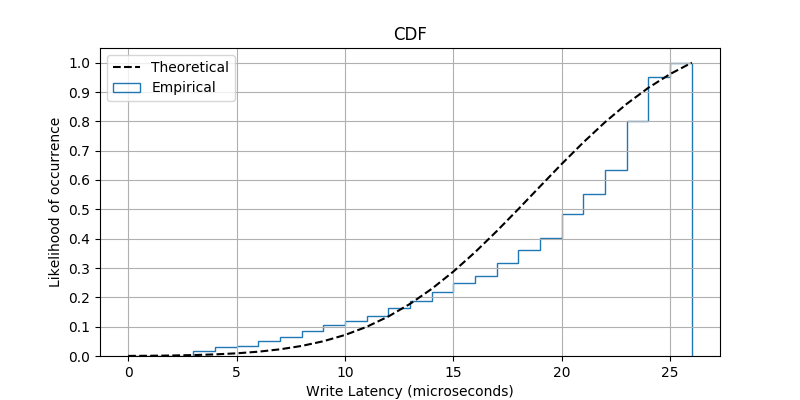 CDF
Theoretical
Empirical
Likelihood of occurrence
1.0
0.9
0.8
0.7
0.6
0.5
0.4
0.3
0.2
0.1
0.0
0 5 10 15 20 25
Write Latency (microseconds)